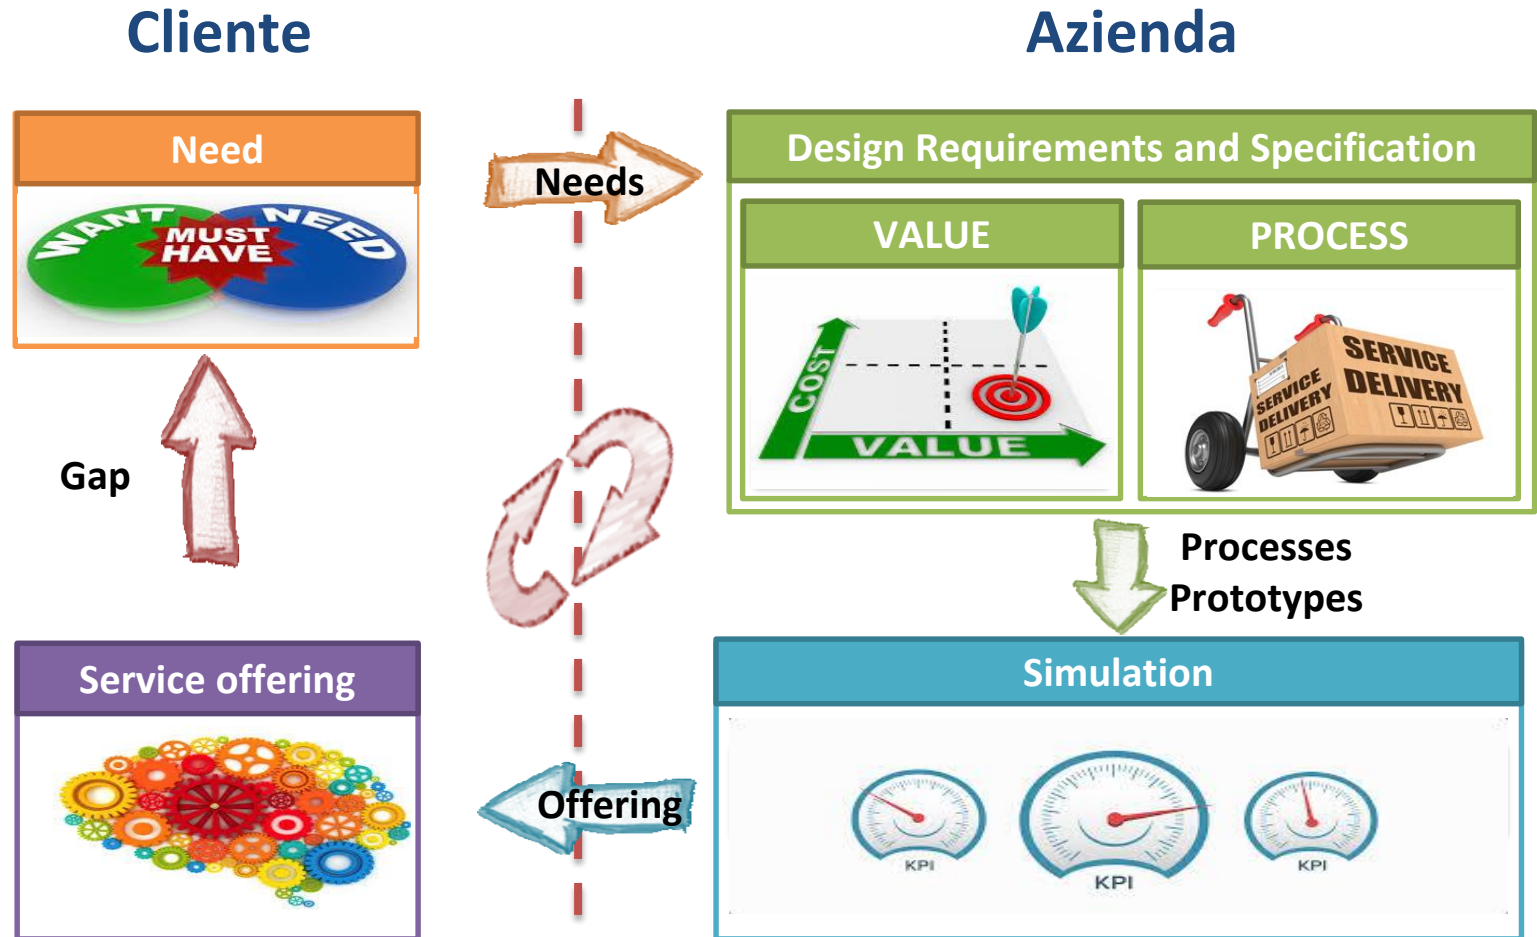 Cliente
Azienda
Need
WANT
MUST
HAVE
NEED
Needs
Design Requirements and Specification
VALUE
PROCESS
COST
VALUE
SERVICE
DELIVERY
SERVICE
DELIVERY
Gap
Processes
Prototypes
Service offering
Offering
Simulation
KPI
KPI
KPI